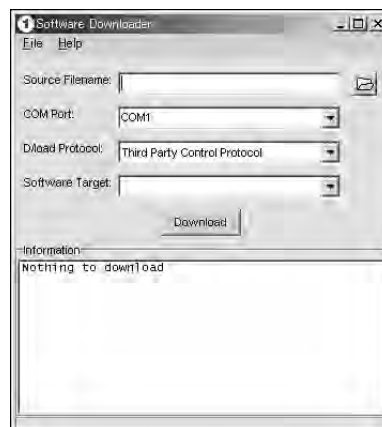 1 Software Downloader
File Help
Source Filename:
COM Port: COM1
D/load Protocol: Third Party Control Protocol
Software Target:
Download
Information
Nothing to download